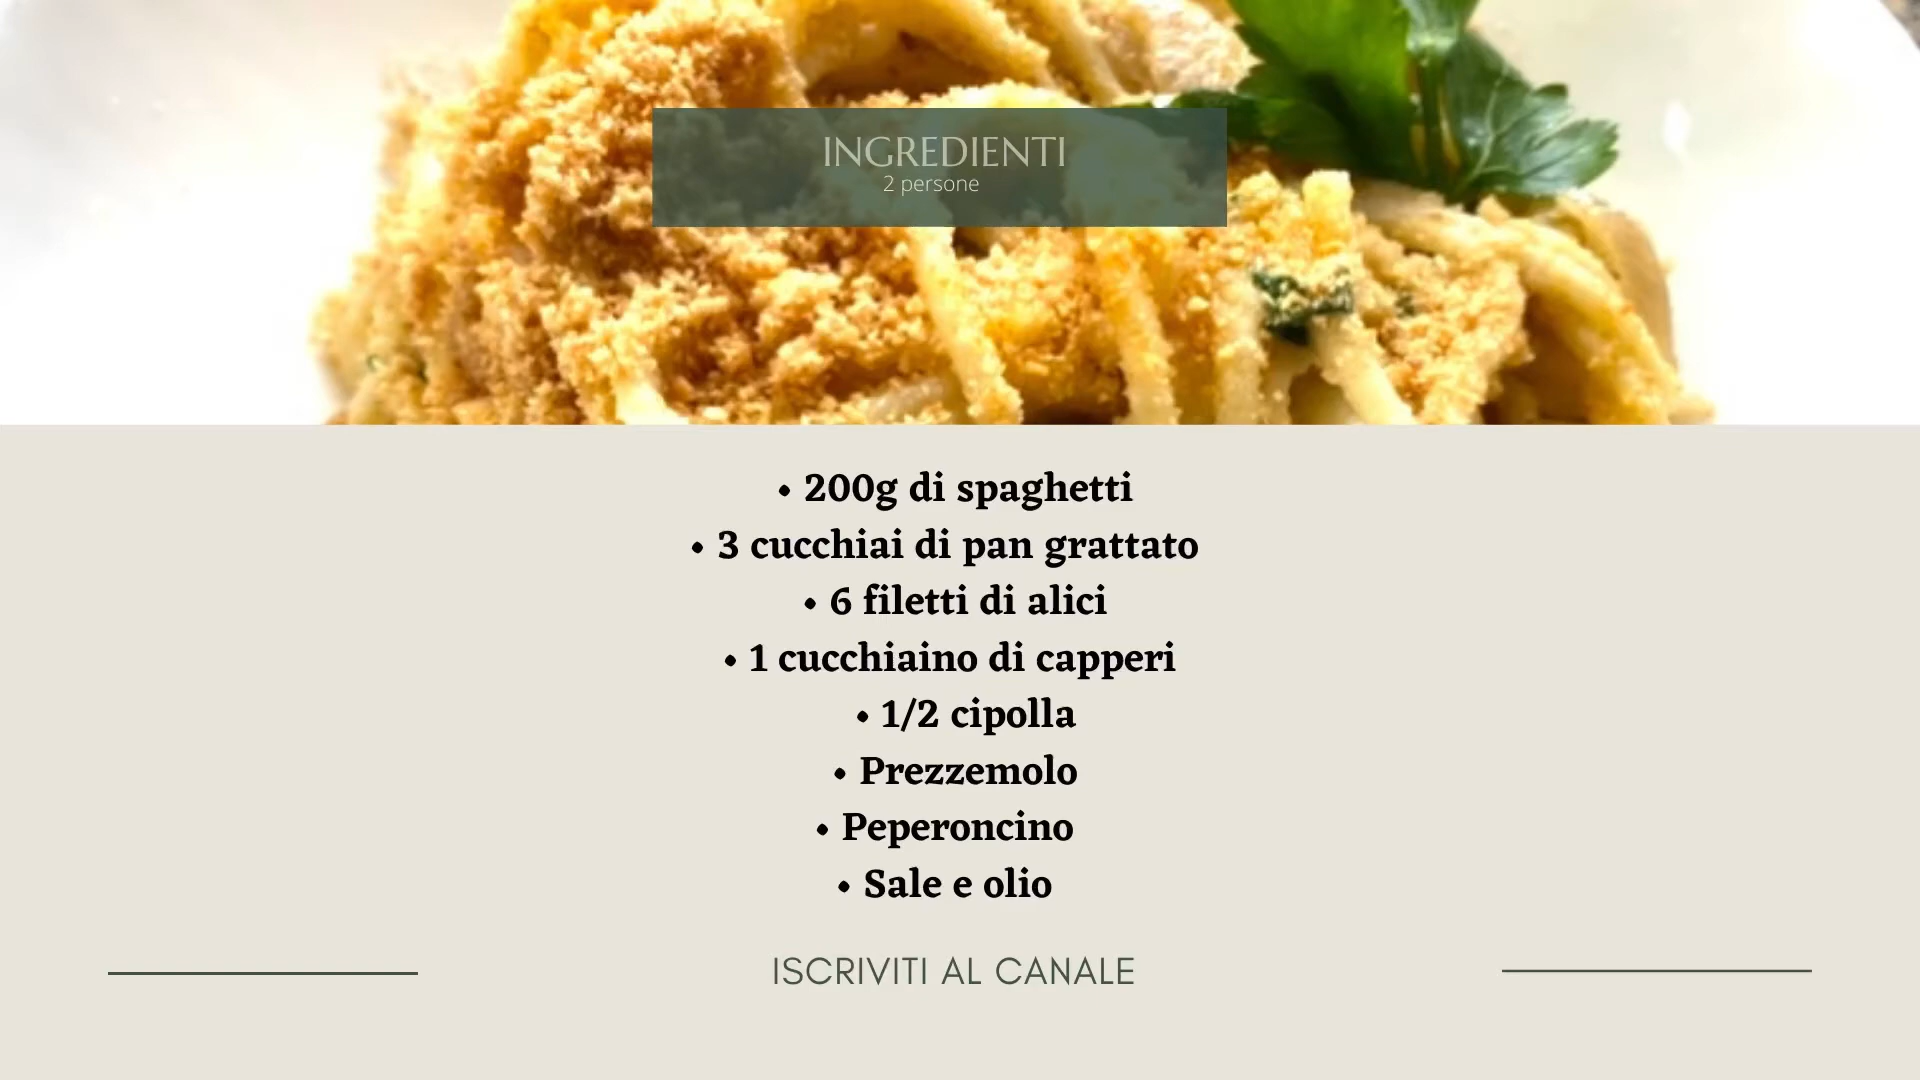 INGREDIENTI
2 persone
• 200g di spaghetti
• 3 cucchiai di pan grattato
• 6 filetti di alici
• 1 cucchiaino di capperi
• 1/2 cipolla
• Prezzemolo
• Peperoncino
• Sale e olio
ISCRIVITI AL CANALE